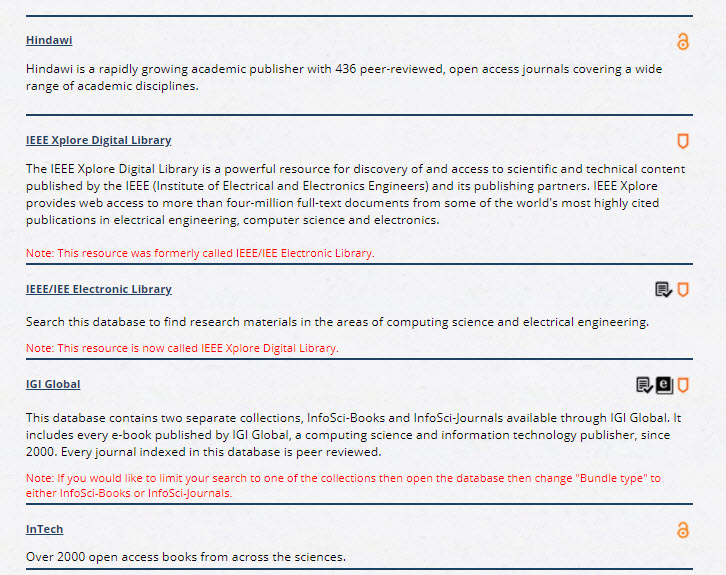 Hindawi
Hindawi is a rapidly growing academic publisher with 436 peer-reviewed, open access journals covering a wide
range of academic disciplines.
IEEE Xplore Digital Library
The IEEE Xplore Digital Library is a powerful resource for discovery of and access to scientific and technical content
published by the IEEE (Institute of Electrical and Electronics Engineers) and its publishing partners. IEEE Xplore
provides web access to more than four-million full-text documents from some of the world's most highly cited
publications in electrical engineering, computer science and electronics.
Note: This resource was formerly called IEEE/IEE Electronic Library.
IEEE/IEE Electronic Library
Search this database to find research materials in the areas of computing science and electrical engineering.
Note: This resource is now called IEEE Xplore Digital Library.
IGI Global
e
This database contains two separate collections, InfoSci-Books and InfoSci-Journals available through IGI Global. It
includes every e-book published by IGI Global, a computing science and information technology publisher, since
2000. Every journal indexed in this database is peer reviewed.
Note: If you would like to limit your search to one of the collections then open the database then change "Bundle type" to
either InfoSci-Books or InfoSci-Journals.
InTech
Over 2000 open access books from across the sciences.